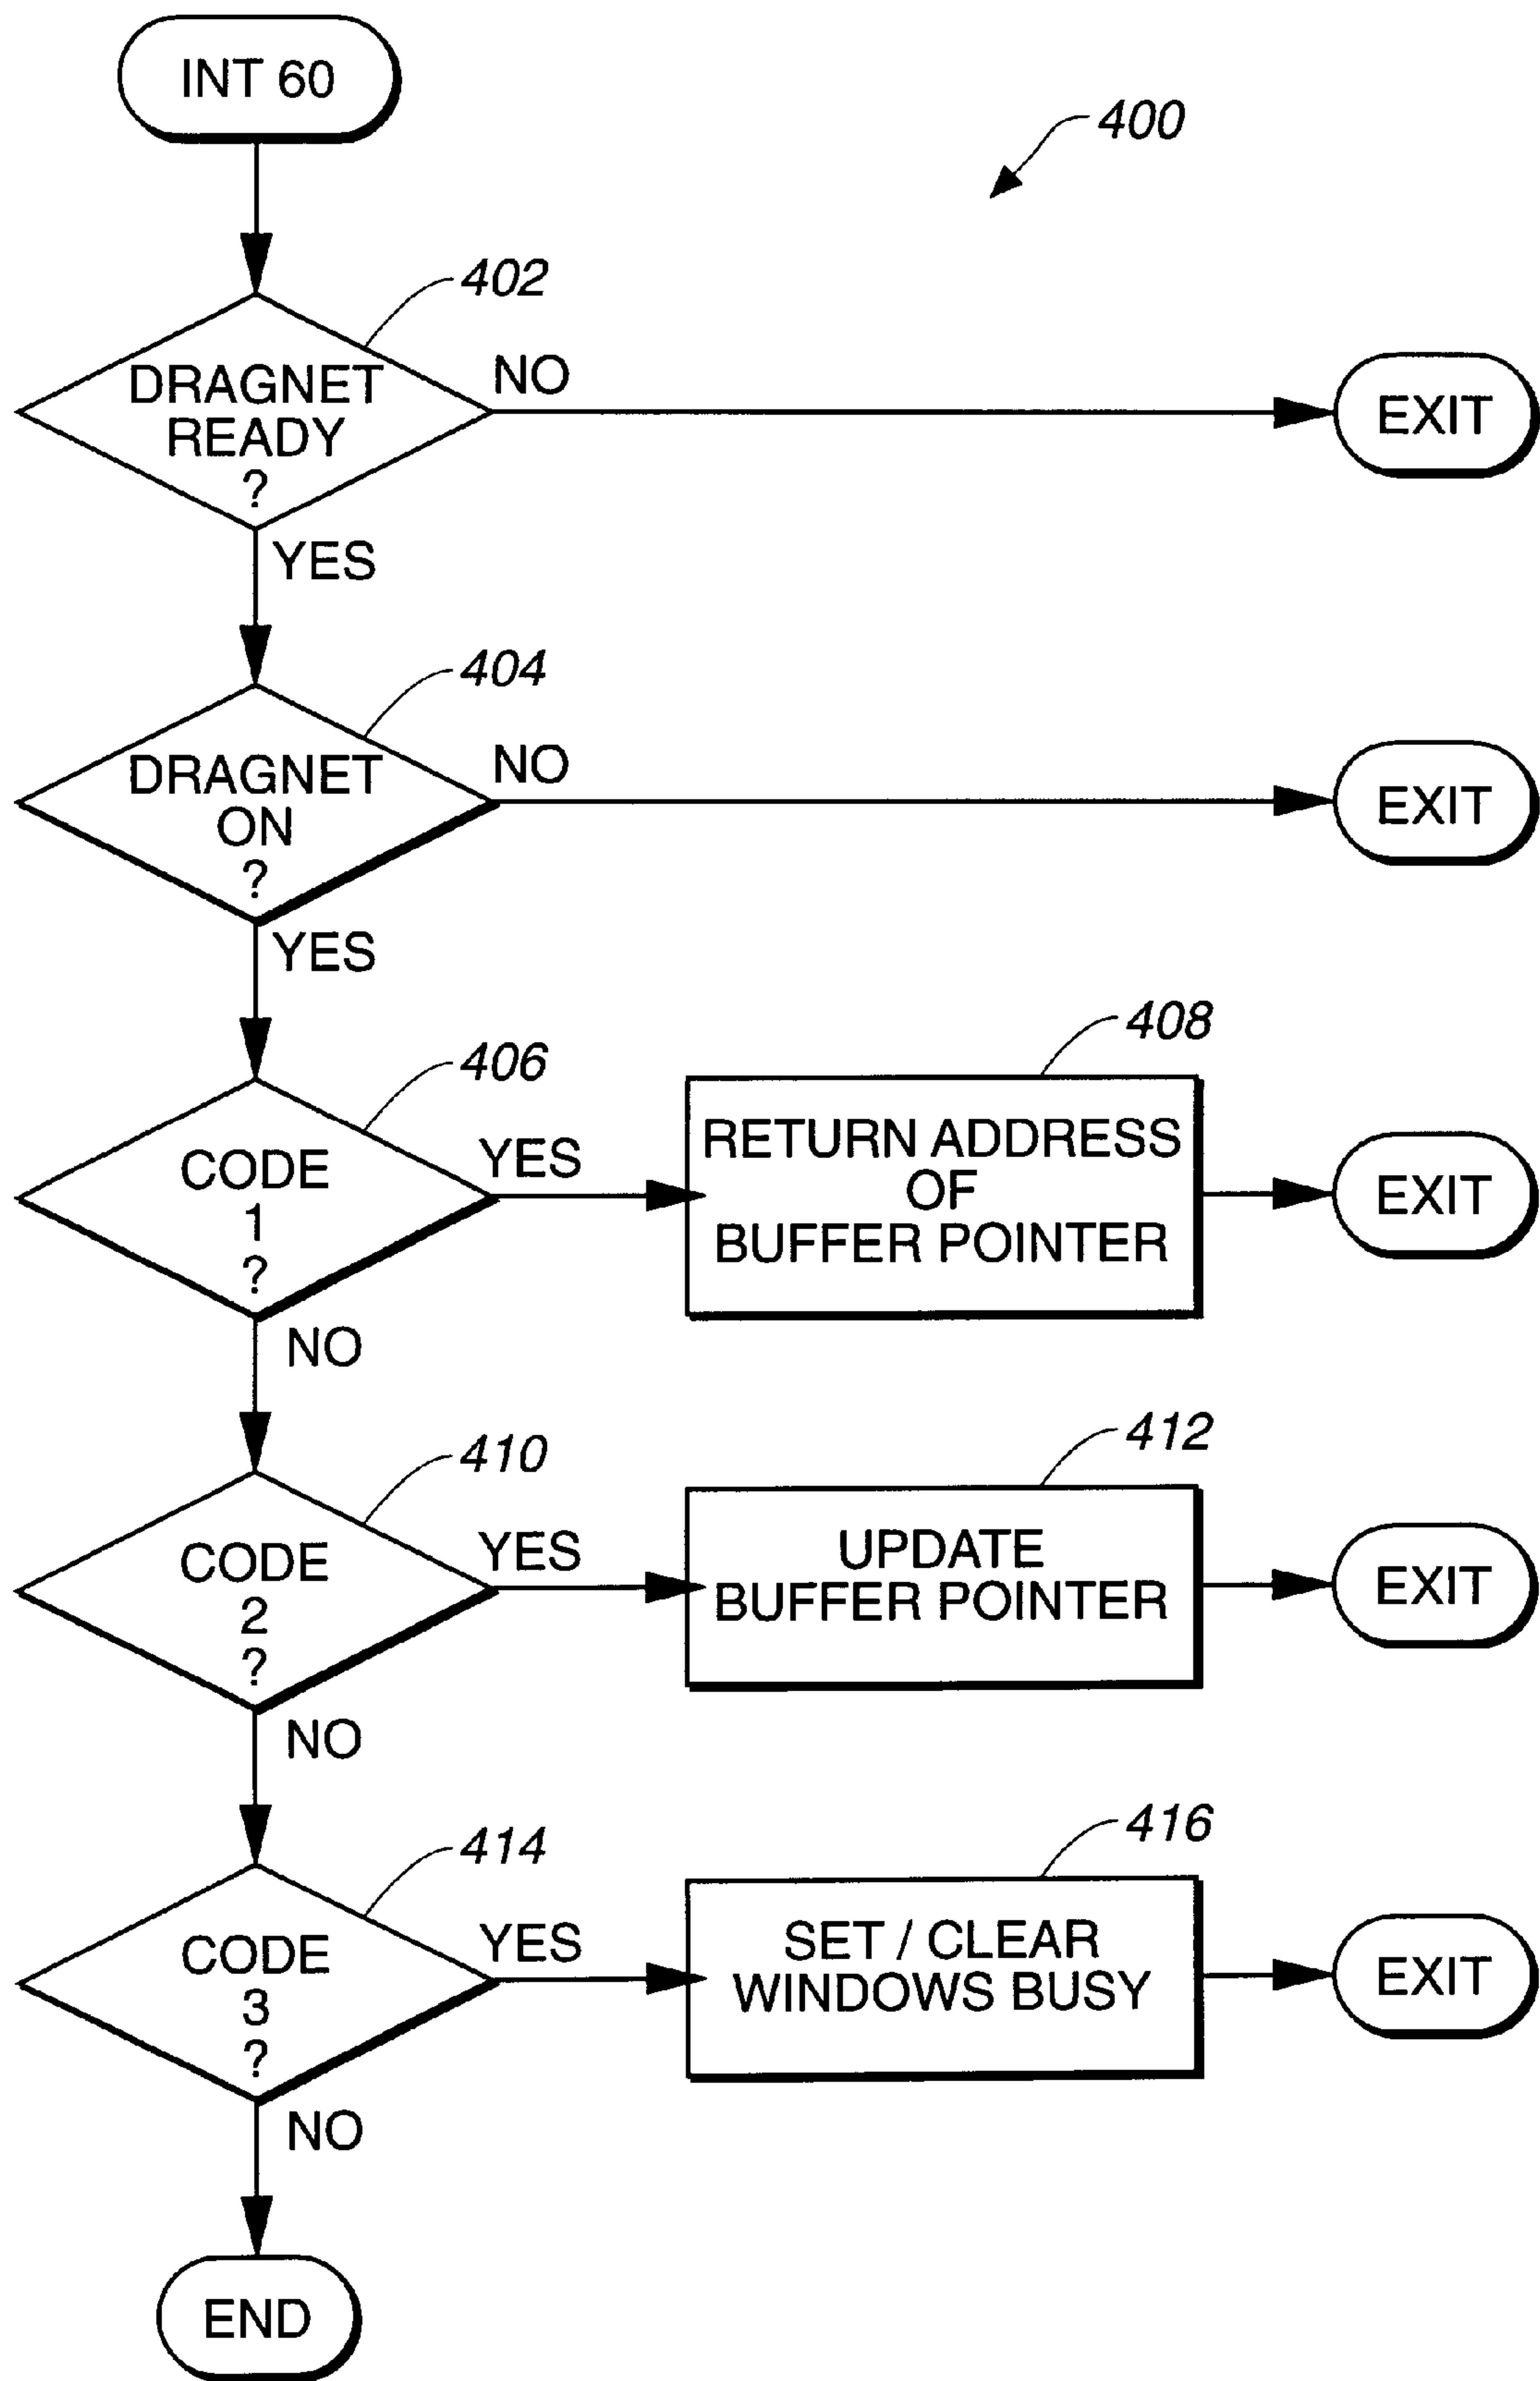 INT 60
400
402
DRAGNET
READY
?
NO
EXIT
YES
404
DRAGNET
ON
?
NO
EXIT
YES
406
CODE
1
?
YES
408
RETURN ADDRESS
OF
BUFFER POINTER
EXIT
NO
410
CODE
2
?
YES
412
UPDATE
BUFFER POINTER
EXIT
NO
414
CODE
3
?
YES
416
SET / CLEAR
WINDOWS BUSY
EXIT
NO
END